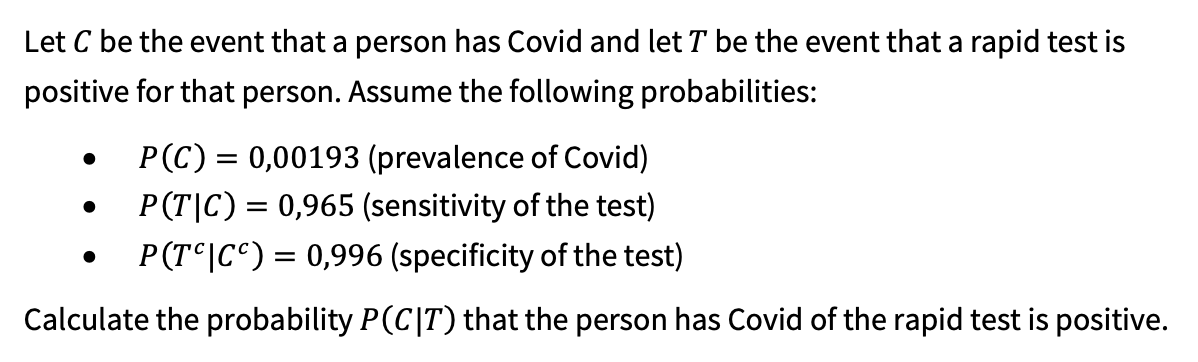 Let C be the event that a person has Covid and let T be the event that a rapid test is
positive for that person. Assume the following probabilities:
• P(C) = 0,00193 (prevalence of Covid)
• P(T|C) = 0,965 (sensitivity of the test)
• P(Tᶜ|Cᶜ) = 0,996 (specificity of the test)
Calculate the probability P(C|T) that the person has Covid of the rapid test is positive.